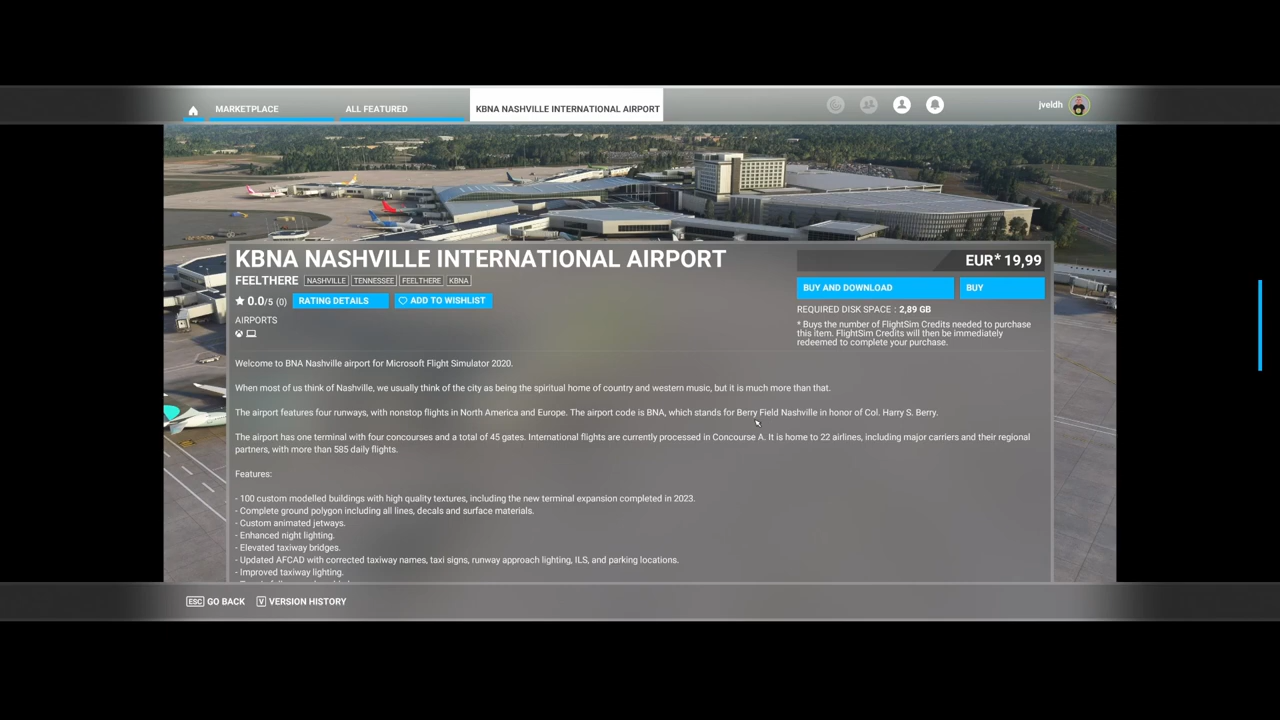 MARKETPLACE
ALL FEATURED
KBNA NASHVILLE INTERNATIONAL AIRPORT
jveldh
KBNA NASHVILLE INTERNATIONAL AIRPORT
FEELTHERE NASHVILLE TENNESSEE FEELTHERE KBNA
0.0/5 (0) RATING DETAILS ADD TO WISHLIST
AIRPORTS
EUR* 19,99
BUY AND DOWNLOAD BUY
REQUIRED DISK SPACE : 2,89 GB
* Buys the number of FlightSim Credits needed to purchase
this item. FlightSim Credits will then be immediately
redeemed to complete your purchase.
Welcome to BNA Nashville airport for Microsoft Flight Simulator 2020.
When most of us think of Nashville, we usually think of the city as being the spiritual home of country and western music, but it is much more than that.
The airport features four runways, with nonstop flights in North America and Europe. The airport code is BNA, which stands for Berry Field Nashville in honor of Col. Harry S. Berry.
The airport has one terminal with four concourses and a total of 45 gates. International flights are currently processed in Concourse A. It is home to 22 airlines, including major carriers and their regional
partners, with more than 585 daily flights.
Features:
- 100 custom modelled buildings with high quality textures, including the new terminal expansion completed in 2023.
- Complete ground polygon including all lines, decals and surface materials.
- Custom animated jetways.
- Enhanced night lighting.
- Elevated taxiway bridges.
- Updated AFCAD with corrected taxiway names, taxi signs, runway approach lighting, ILS, and parking locations.
- Improved taxiway lighting.
ESC GO BACK V VERSION HISTORY